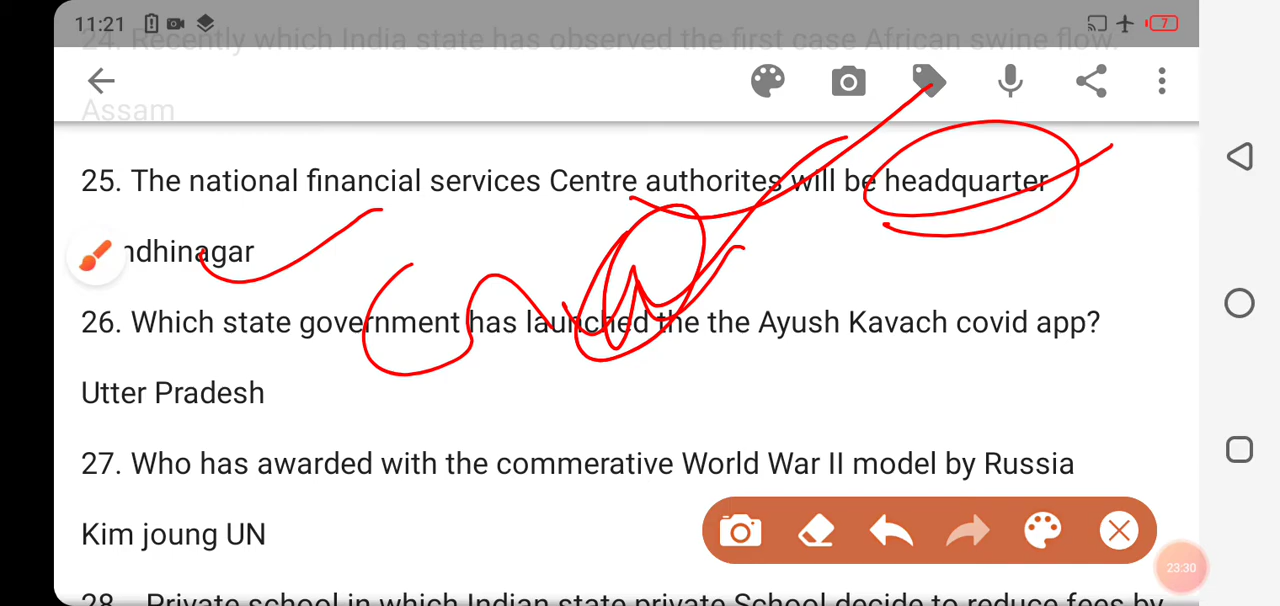 11:21
7
24. Recently which India state has observed the first case African swine flow.
Assam
25. The national financial services Centre authorites will be headquarter
ndhinagar
26. Which state government has launched the the Ayush Kavach covid app?
Utter Pradesh
27. Who has awarded with the commerative World War II model by Russia
Kim joung UN
23:30
28. Private school in which Indian state private School decide to reduce fees by